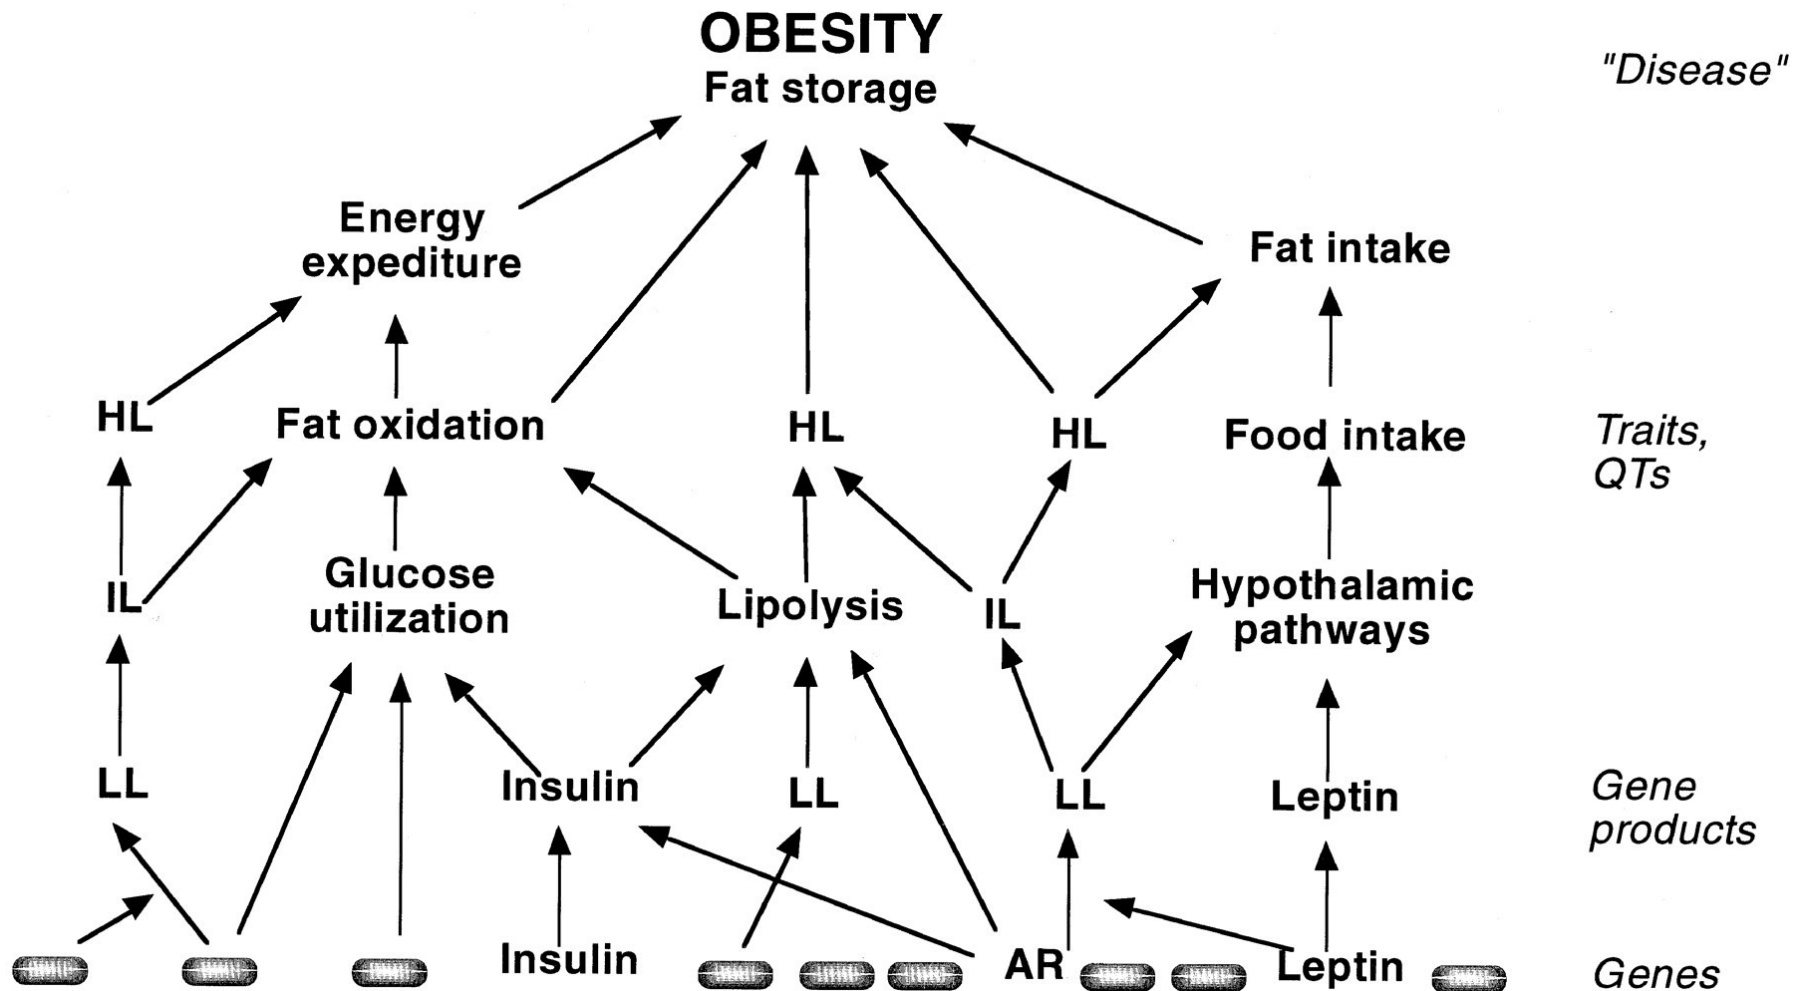 OBESITY
Fat storage
"Disease"
Energy
expediture
Fat intake
HL
Fat oxidation
HL
HL
Food intake
Traits,
QTs
IL
Glucose
utilization
Lipolysis
IL
Hypothalamic
pathways
LL
Insulin
LL
LL
Leptin
Gene
products
Insulin
AR
Leptin
Genes